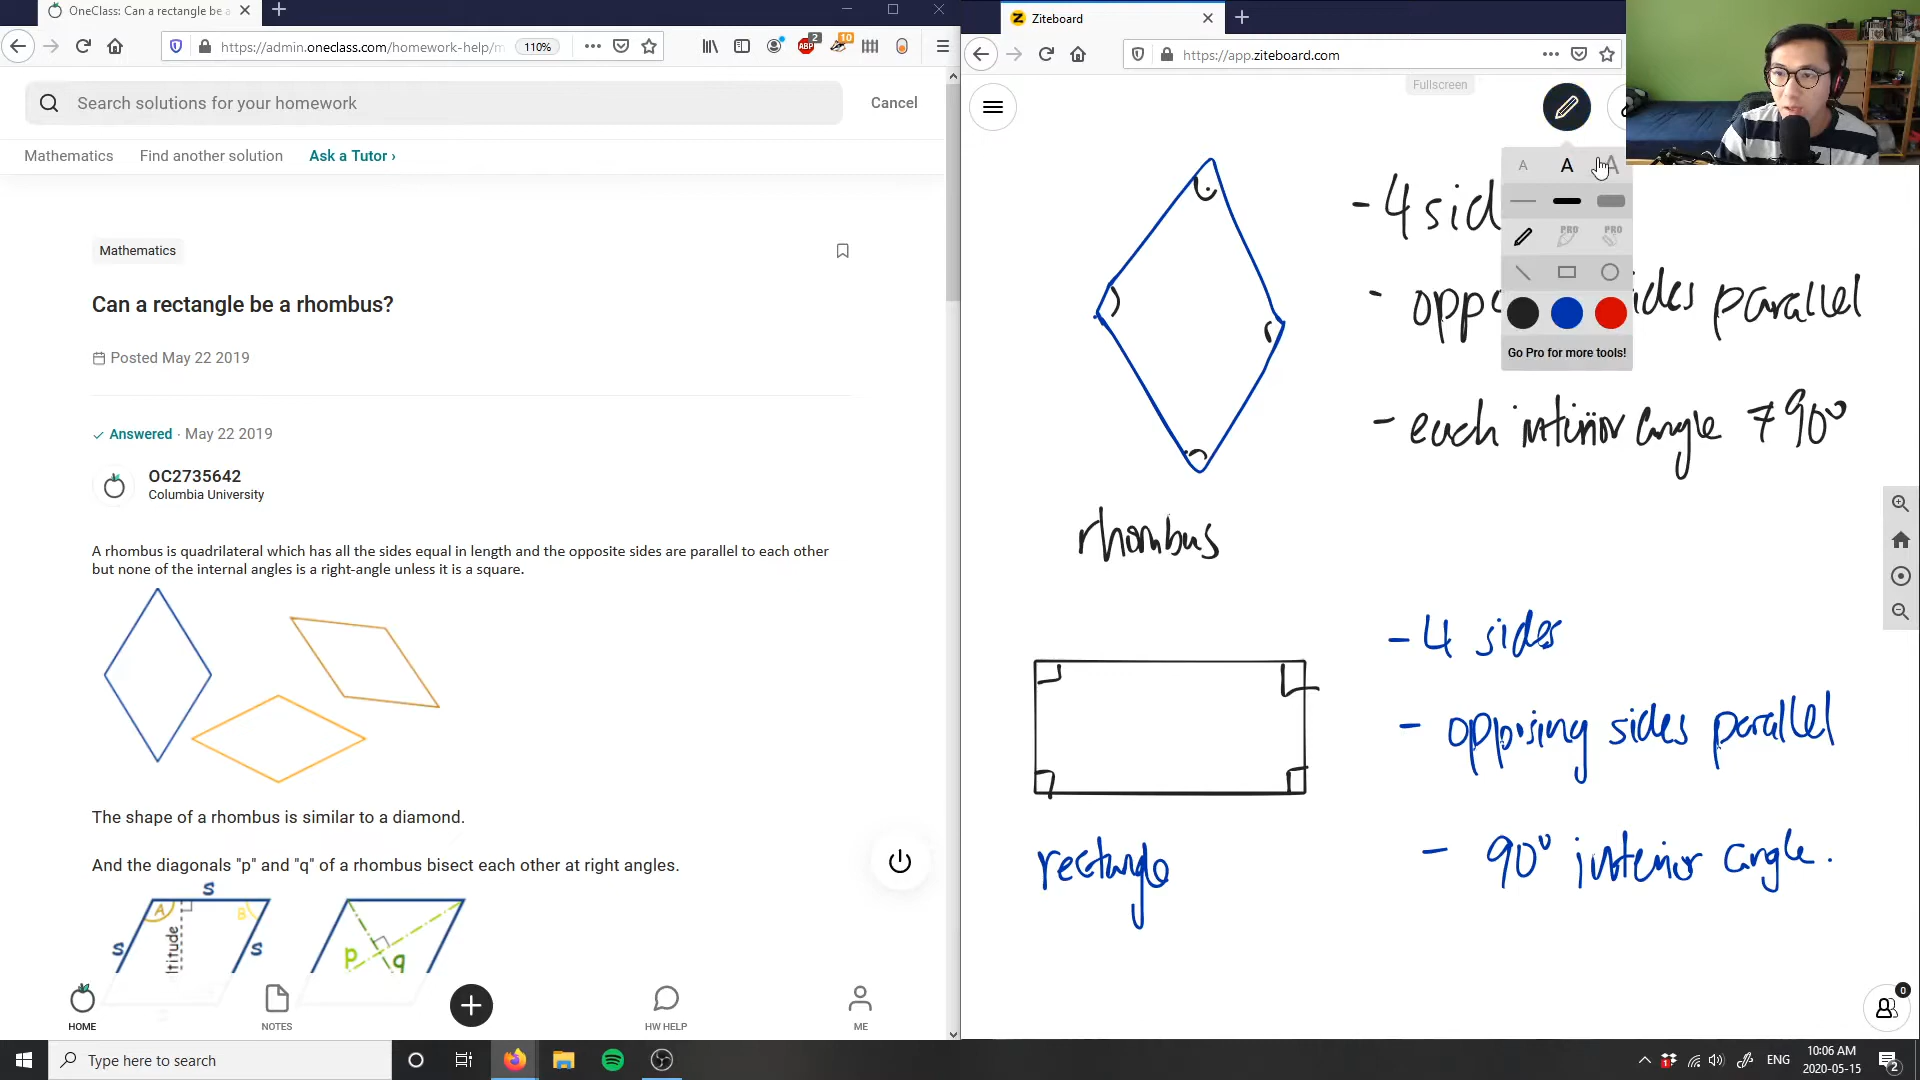 OneClass: Can a rectangle be a
https://admin.oneclass.com/homework-help/m
110%
2
10
Search solutions for your homework
Cancel
Mathematics
Find another solution
Ask a Tutor ›
Mathematics
Can a rectangle be a rhombus?
Posted May 22 2019
Answered · May 22 2019
OC2735642
Columbia University
A rhombus is quadrilateral which has all the sides equal in length and the opposite sides are parallel to each other
but none of the internal angles is a right-angle unless it is a square.
The shape of a rhombus is similar to a diamond.
And the diagonals "p" and "q" of a rhombus bisect each other at right angles.
S
A
B
S
S
ltitude
p
q
HOME
NOTES
HW HELP
ME
Ziteboard
https://app.ziteboard.com
Fullscreen
A A A
PRO PRO
Go Pro for more tools!
- 4 sid
- oppo ides parallel
- each interior angle ≠ 90°
rhombus
- 4 sides
- opposing sides parallel
- 90° interior angle.
rectangle
0
Type here to search
ENG
10:06 AM
2020-05-15
2